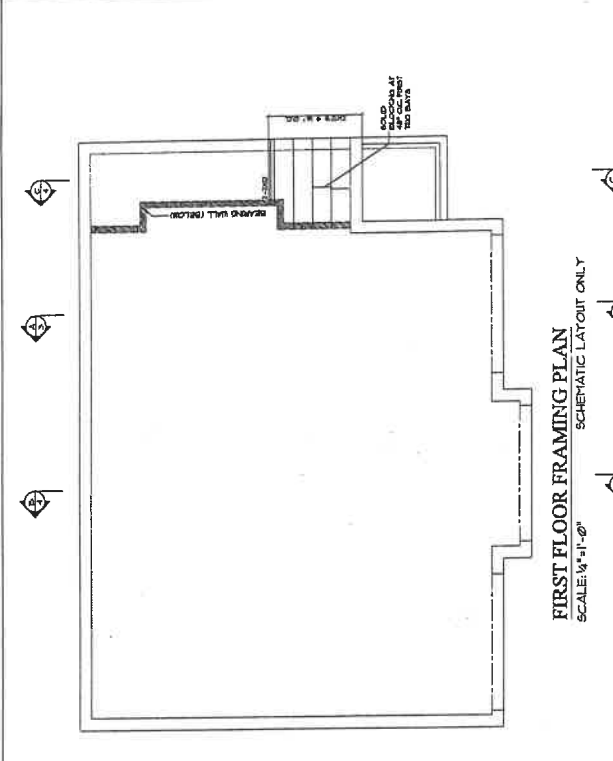 FIRST FLOOR FRAMING PLAN
SCALE: ¼"=1'-0"
SCHEMATIC LAYOUT ONLY
BEARING WALL (BELOW)
SOLID
BLOCKING AT
48" O.C. FIRST
TWO BAYS
A
3